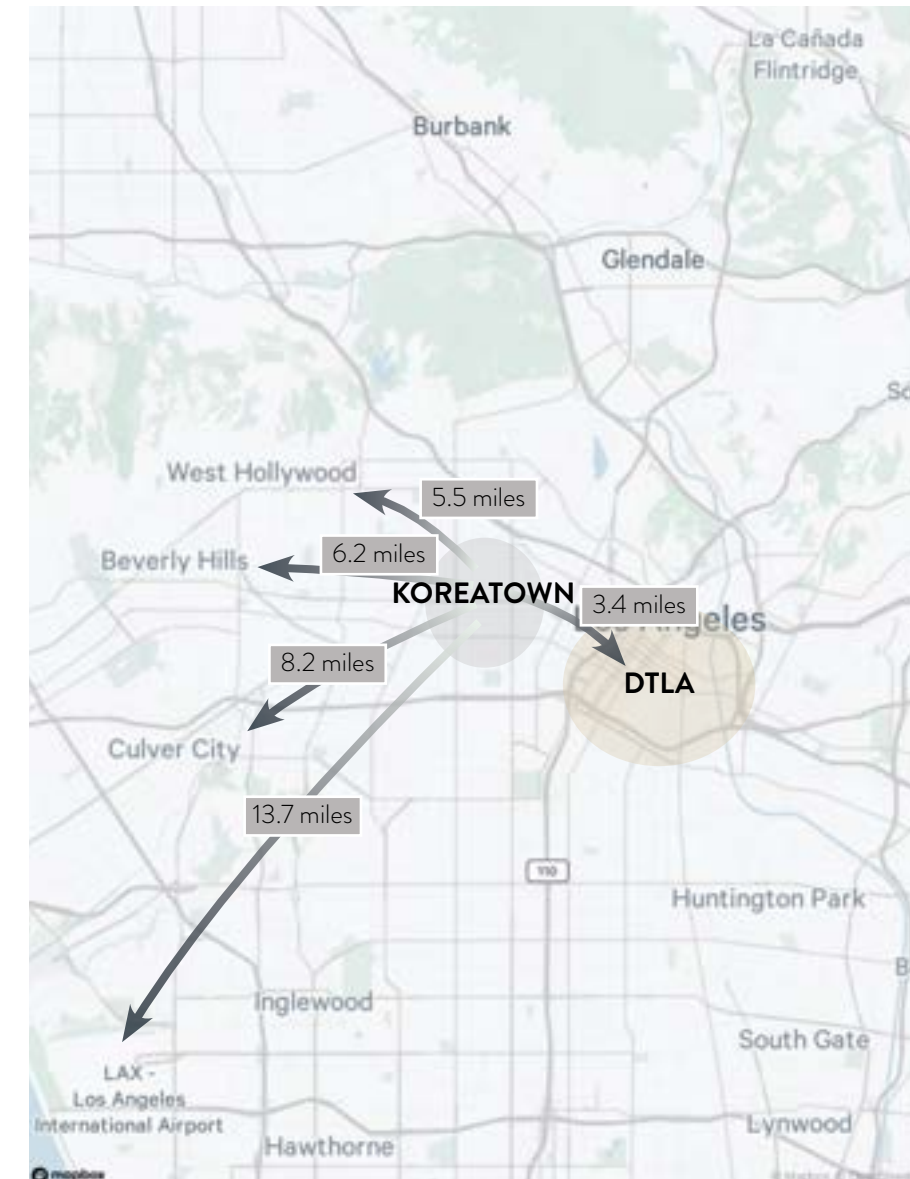 La Cañada
Flintridge
Burbank
Glendale
West Hollywood
5.5 miles
Beverly Hills
6.2 miles
KOREATOWN
3.4 miles
Los Angeles
8.2 miles
DTLA
Culver City
13.7 miles
110
Huntington Park
Inglewood
South Gate
LAX -
Los Angeles
International Airport
Lynwood
Hawthorne
mapbox